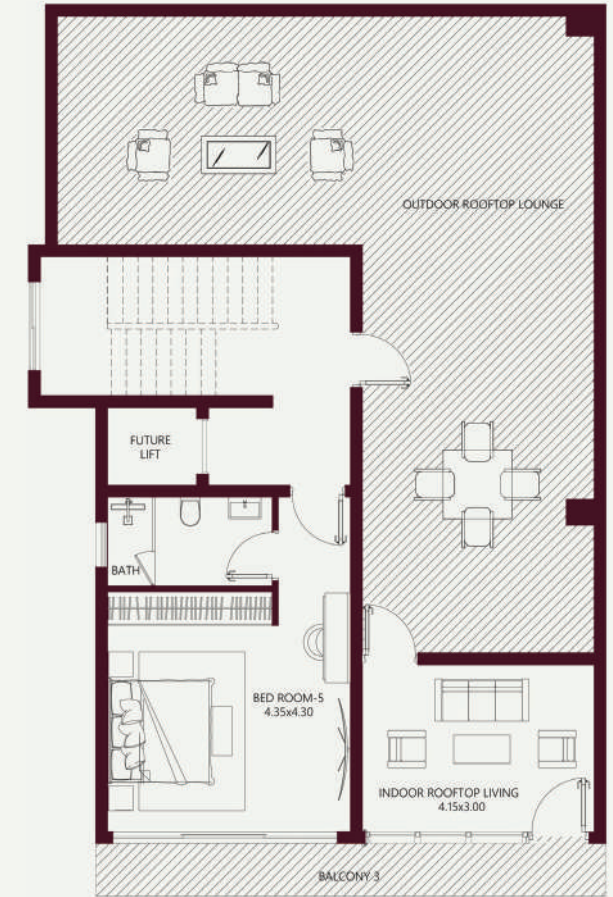 OUTDOOR ROOFTOP LOUNGE
FUTURE
LIFT
BATH
BED ROOM-5
4.35x4.30
INDOOR ROOFTOP LIVING
4.15x3.00
BALCONY 3